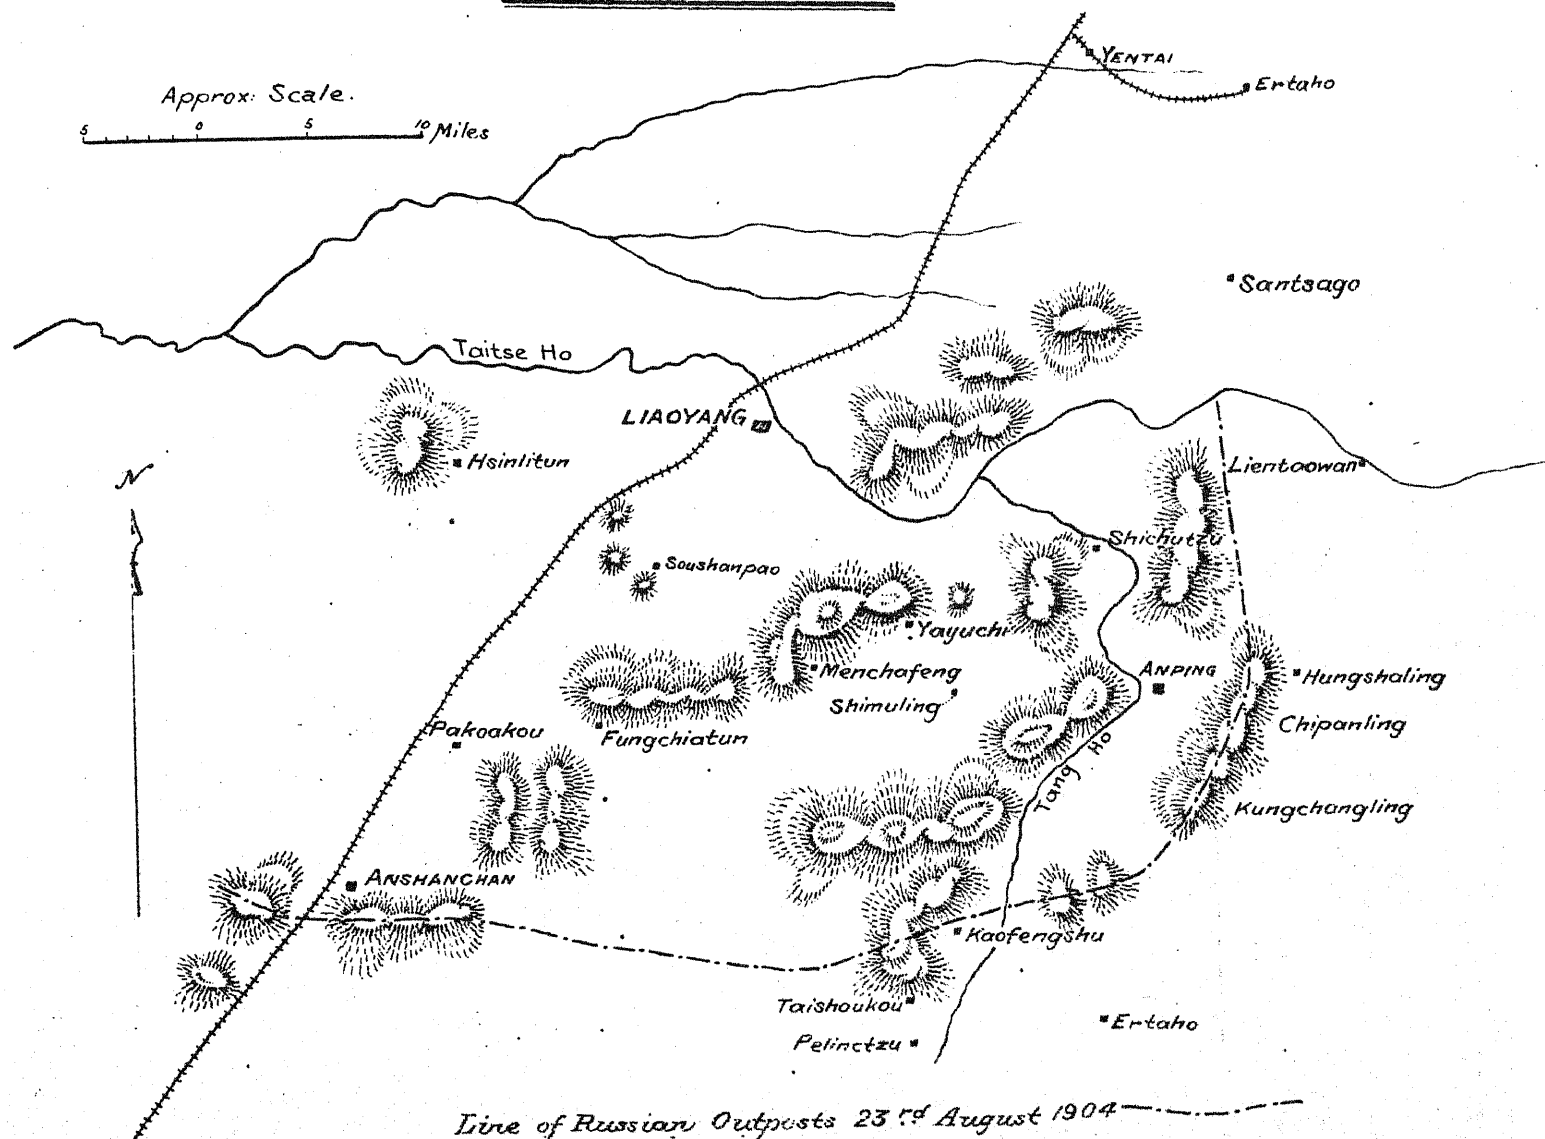 YENTAI
Ertaho
Approx: Scale.
5 0 5 10 Miles
Santsago
Taitse Ho
LIAOYANG
Hsinlitun
Lientaowan
N
Shichutzu
Soushanpao
Yayuchi
Menchafeng
ANPING
Hungshaling
Shimuling
Chipanling
Pakoakou
Fungchiatun
Tang Ho
Kungchangling
ANSHANCHAN
Kaofengshu
Taishoukou
Ertaho
Pelinctzu
Line of Russian Outposts 23rd August 1904